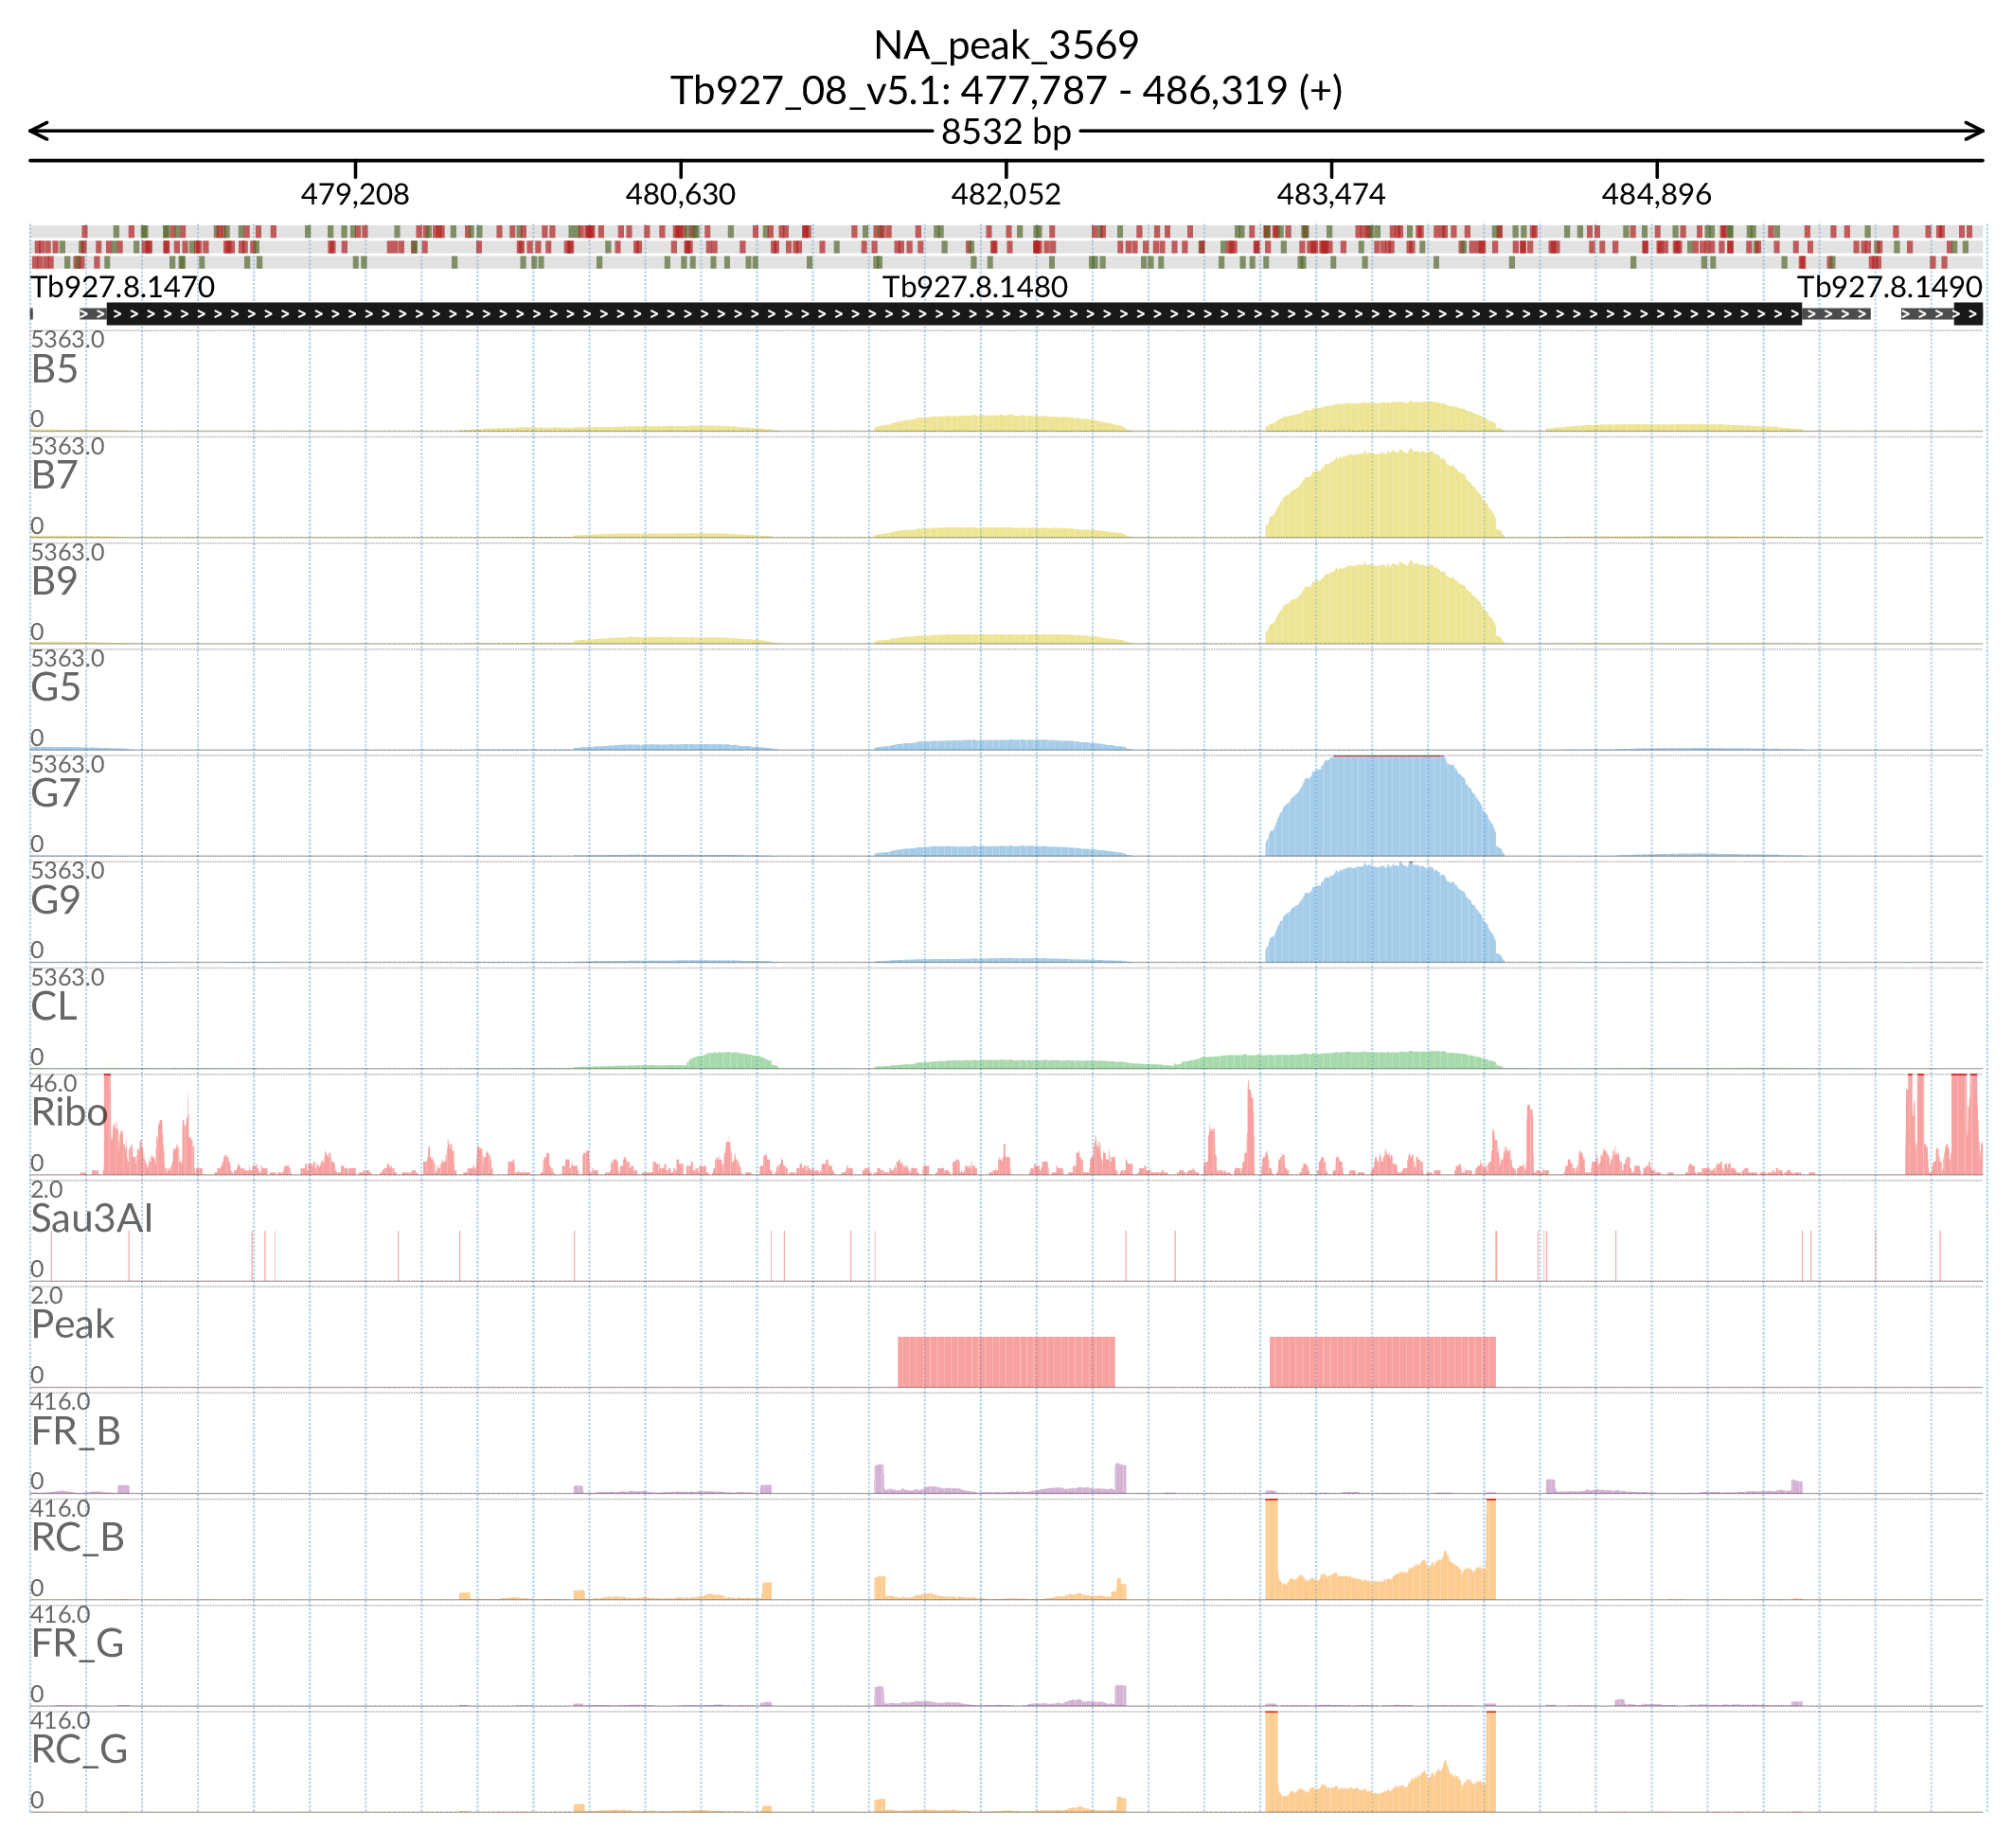 NA_peak_3569
Tb927_08_v5.1: 477,787 - 486,319 (+)
8532 bp
479,208 480,630 482,052 483,474 484,896
Tb927.8.1470 Tb927.8.1480 Tb927.8.1490
5363.0
B5
0
5363.0
B7
0
5363.0
B9
0
5363.0
G5
0
5363.0
G7
0
5363.0
G9
0
5363.0
CL
0
46.0
Ribo
0
2.0
Sau3AI
0
2.0
Peak
0
416.0
FR_B
0
416.0
RC_B
0
416.0
FR_G
0
416.0
RC_G
0